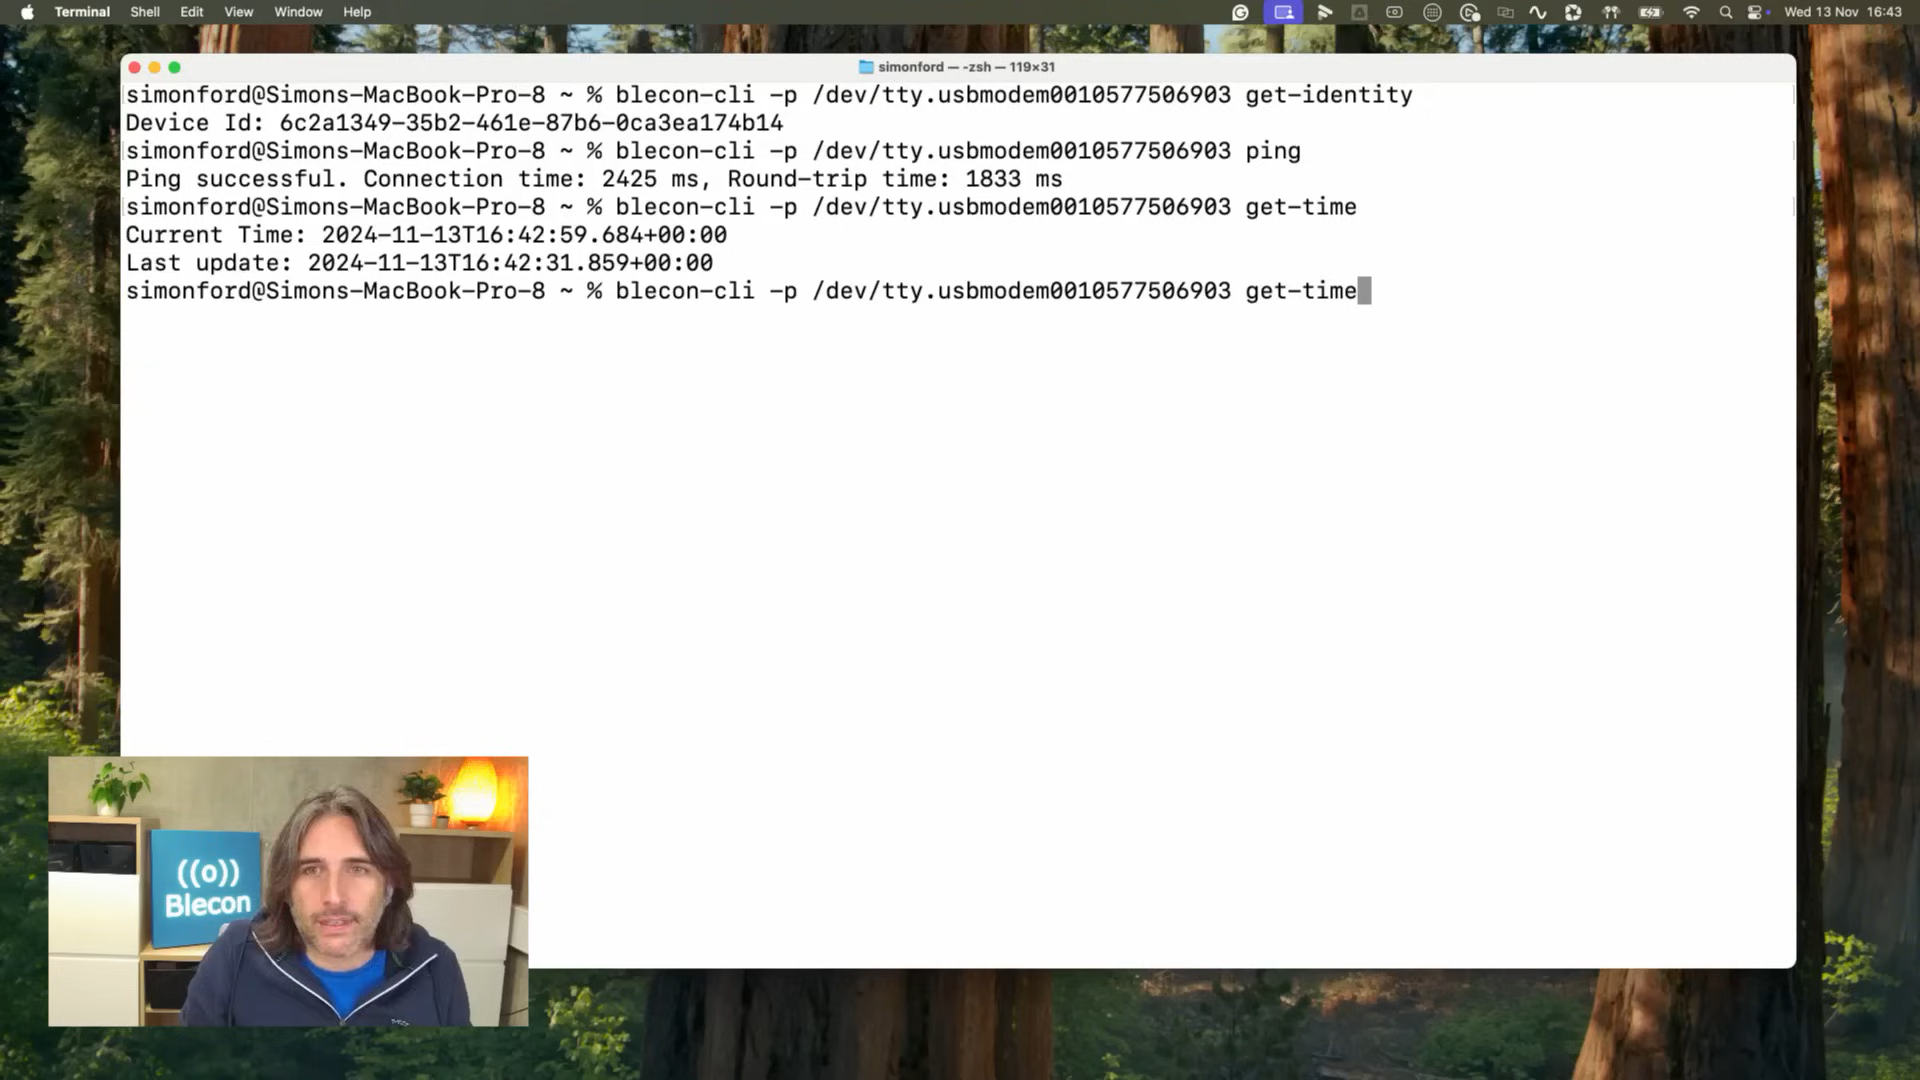 Terminal Shell Edit View Window Help Wed 13 Nov 16:43
simonford — -zsh — 119×31
simonford@Simons-MacBook-Pro-8 ~ % blecon-cli -p /dev/tty.usbmodem0010577506903 get-identity
Device Id: 6c2a1349-35b2-461e-87b6-0ca3ea174b14
simonford@Simons-MacBook-Pro-8 ~ % blecon-cli -p /dev/tty.usbmodem0010577506903 ping
Ping successful. Connection time: 2425 ms, Round-trip time: 1833 ms
simonford@Simons-MacBook-Pro-8 ~ % blecon-cli -p /dev/tty.usbmodem0010577506903 get-time
Current Time: 2024-11-13T16:42:59.684+00:00
Last update: 2024-11-13T16:42:31.859+00:00
simonford@Simons-MacBook-Pro-8 ~ % blecon-cli -p /dev/tty.usbmodem0010577506903 get-time
((o))
Blecon